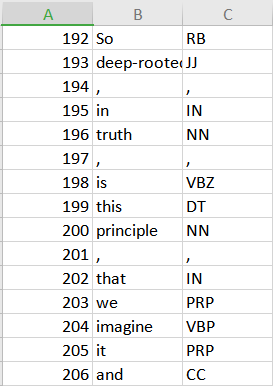 A B C
192 So RB
193 deep-rooted JJ
194 , ,
195 in IN
196 truth NN
197 , ,
198 is VBZ
199 this DT
200 principle NN
201 , ,
202 that IN
203 we PRP
204 imagine VBP
205 it PRP
206 and CC